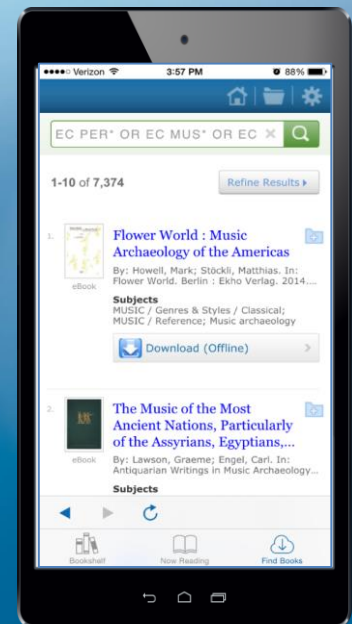 Verizon 3:57 PM 88%
EC PER* OR EC MUS* OR EC
1-10 of 7,374
Refine Results
1.
Flower World : Music
Archaeology of the Americas
By: Howell, Mark; Stöckli, Matthias. In:
Flower World. Berlin : Ekho Verlag. 2014....
eBook
Subjects
MUSIC / Genres & Styles / Classical;
MUSIC / Reference; Music archaeology
Download (Offline)
2.
The Music of the Most
Ancient Nations, Particularly
of the Assyrians, Egyptians,...
By: Lawson, Graeme; Engel, Carl. In:
Antiquarian Writings in Music Archaeology...
eBook
Subjects
Bookshelf Now Reading Find Books